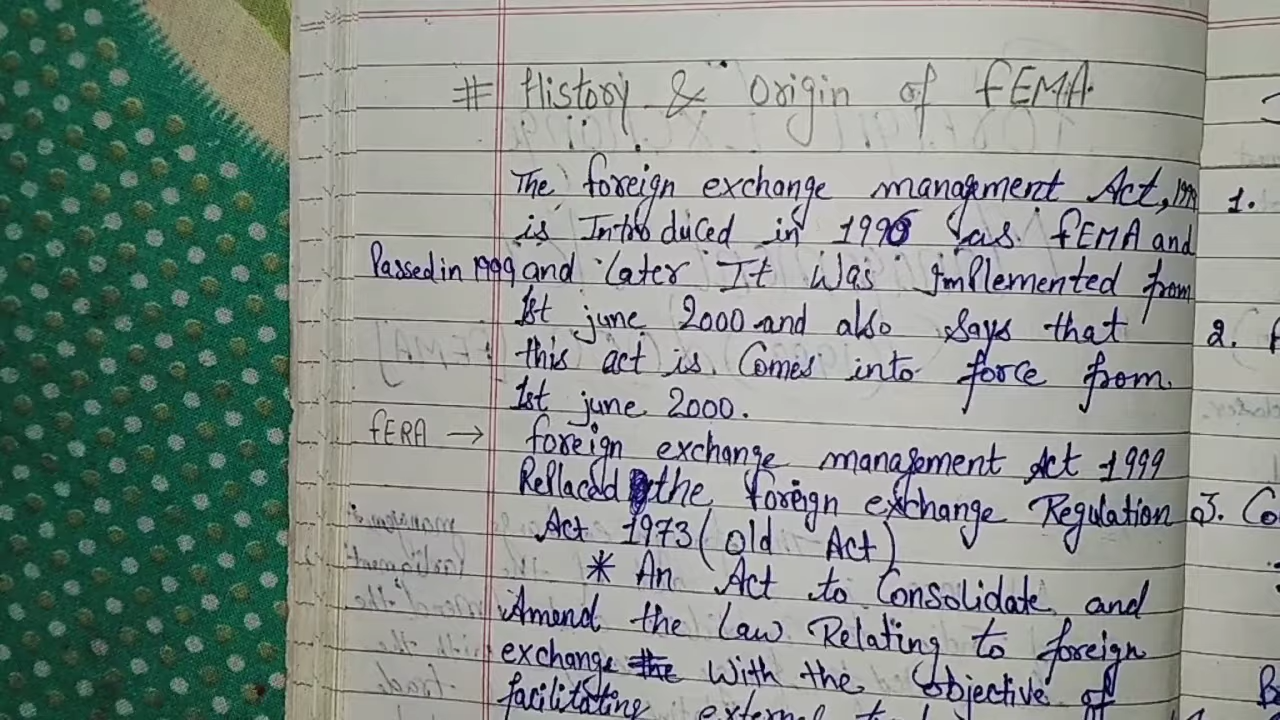 # History & Origin of fEMA.
The foreign exchange management Act, 1999
is Introduced in 1998 as fEMA and
Passed in 1999 and later It Was Implemented from
1st june 2000 and also says that
this act is Comes into force from
1st june 2000.
fERA → foreign exchange management Act 1999
Replaced the foreign exchange Regulation
Act 1973 (old Act)
* An Act to Consolidate and
Amend the Law Relating to foreign
exchange with the objective of
facilitating external
1.
2.
3. Co